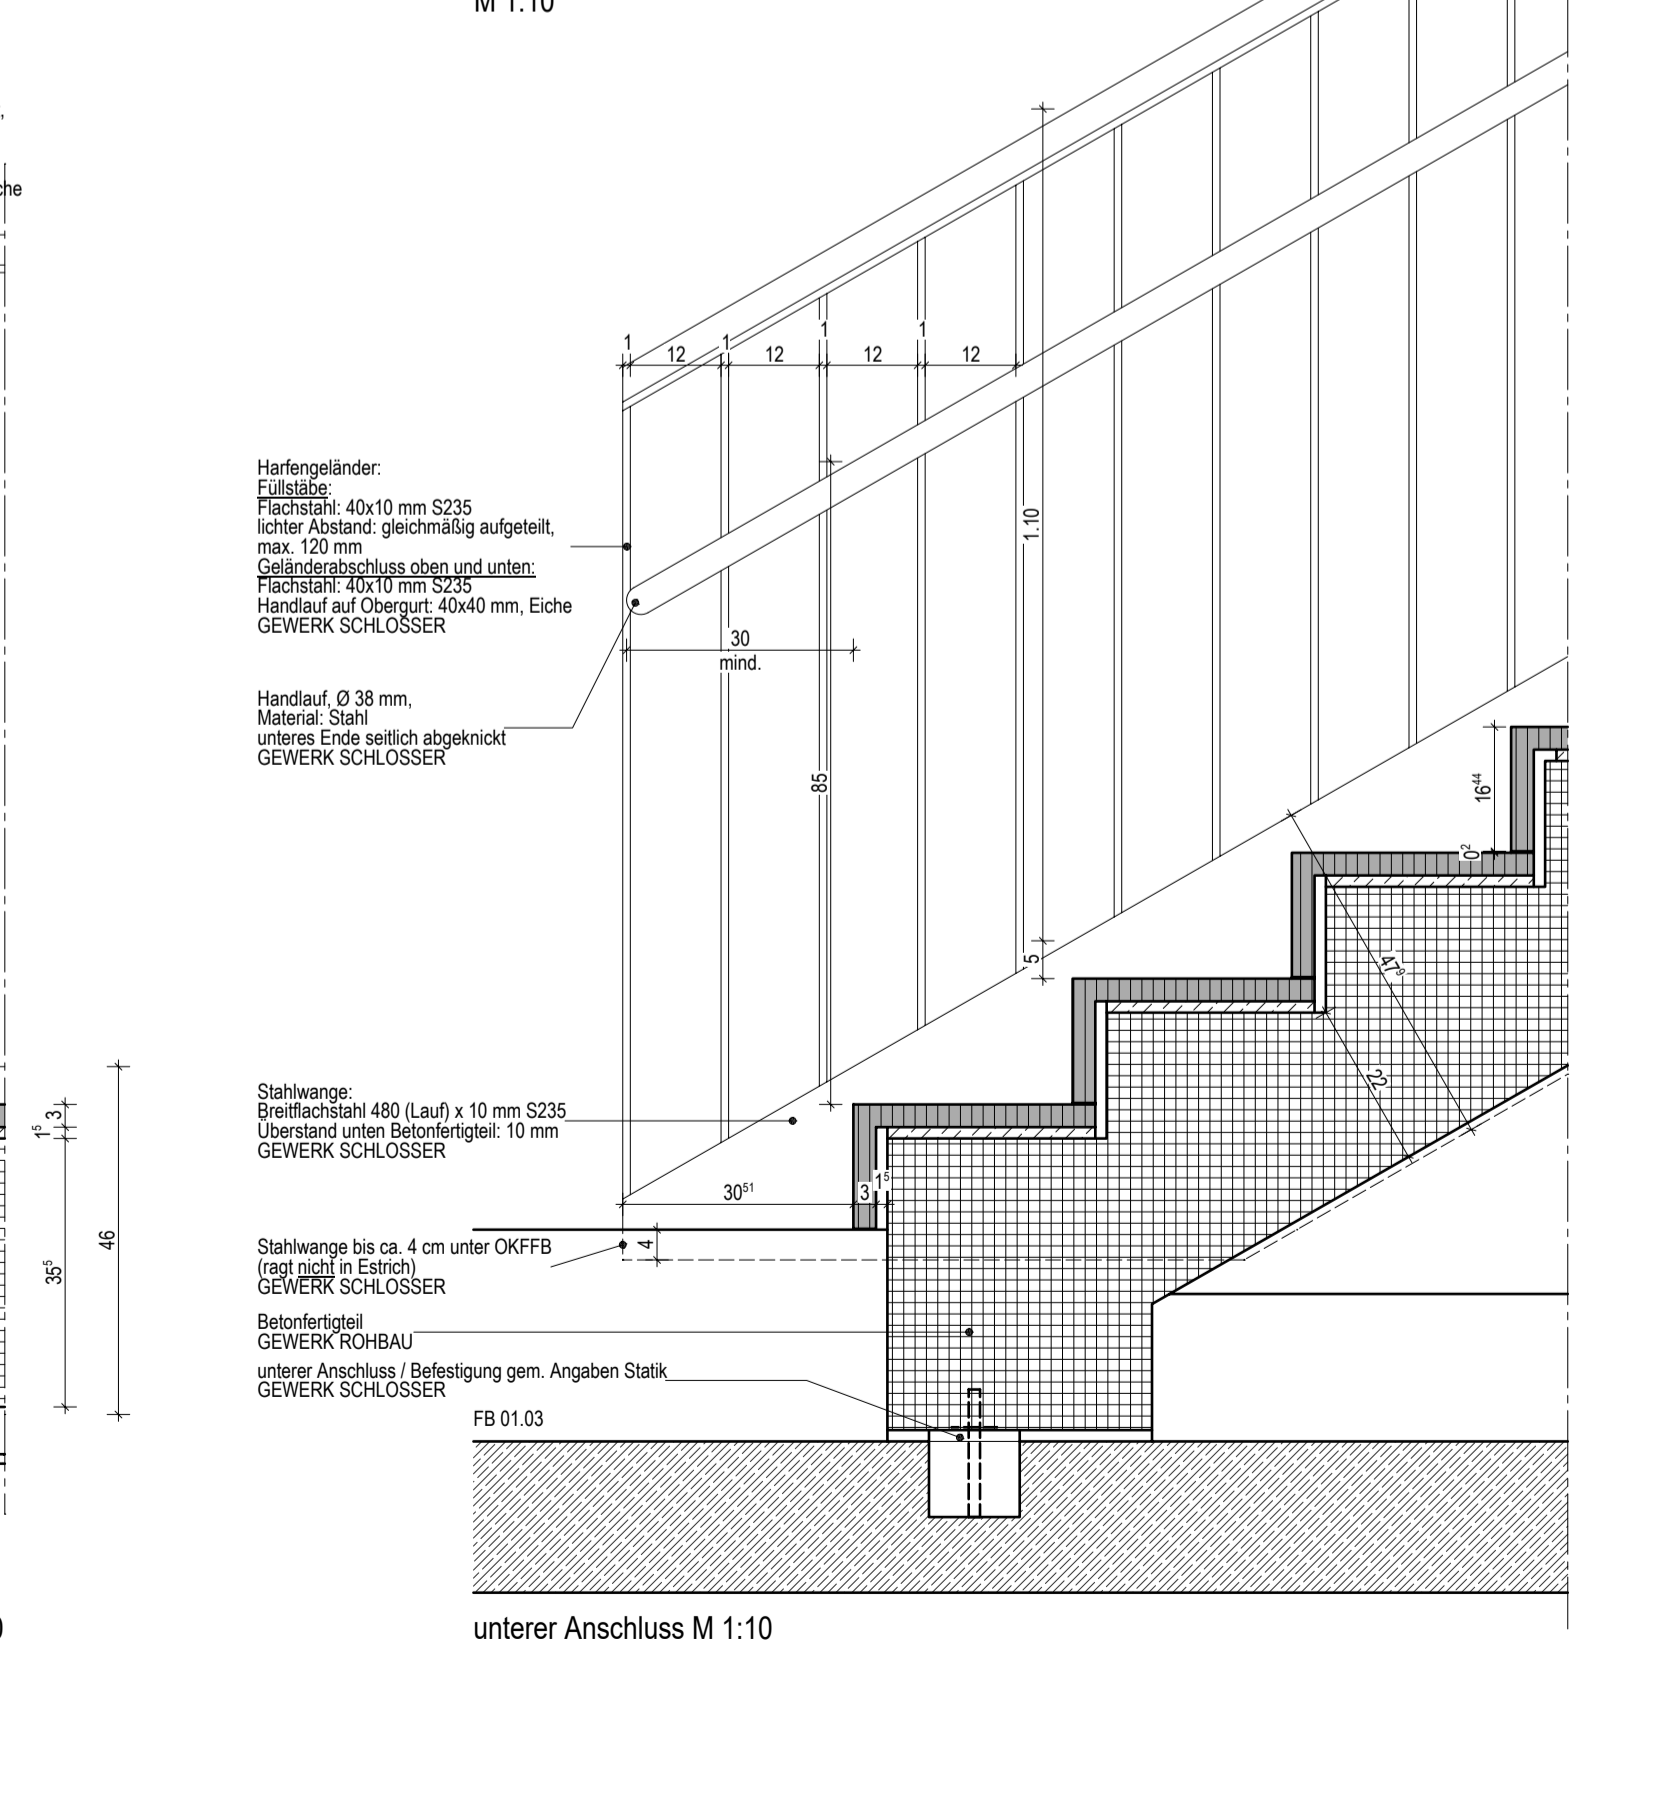 M 1:10
che
1
12
1
12
1
12
1
12
Harfengeländer:
Füllstäbe:
Flachstahl: 40x10 mm S235
lichter Abstand: gleichmäßig aufgeteilt,
max. 120 mm
Geländerabschluss oben und unten:
Flachstahl: 40x10 mm S235
Handlauf auf Obergurt: 40x40 mm, Eiche
GEWERK SCHLOSSER
1.10
30
mind.
Handlauf, Ø 38 mm,
Material: Stahl
unteres Ende seitlich abgeknickt
GEWERK SCHLOSSER
85
16⁴⁴
0²
5
47⁹
22
Stahlwange:
Breitflachstahl 480 (Lauf) x 10 mm S235
Überstand unten Betonfertigteil: 10 mm
GEWERK SCHLOSSER
3
1⁵
46
35⁵
30⁵¹
3
1⁵
4
Stahlwange bis ca. 4 cm unter OKFFB
(ragt nicht in Estrich)
GEWERK SCHLOSSER
Betonfertigteil
GEWERK ROHBAU
unterer Anschluss / Befestigung gem. Angaben Statik
GEWERK SCHLOSSER
FB 01.03
unterer Anschluss M 1:10